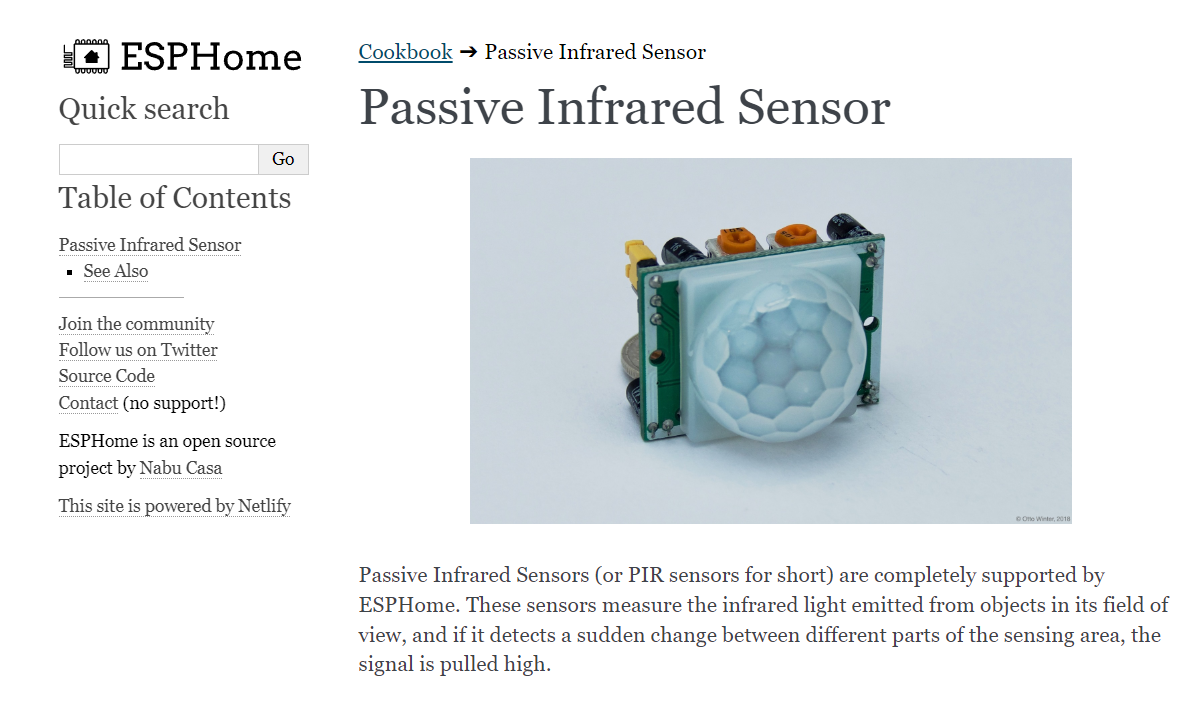 ESPHome
Quick search
Go
Table of Contents
Passive Infrared Sensor
See Also
Join the community
Follow us on Twitter
Source Code
Contact (no support!)
ESPHome is an open source
project by Nabu Casa
This site is powered by Netlify
Cookbook ➔ Passive Infrared Sensor
Passive Infrared Sensor
© Otto Winter, 2018
Passive Infrared Sensors (or PIR sensors for short) are completely supported by
ESPHome. These sensors measure the infrared light emitted from objects in its field of
view, and if it detects a sudden change between different parts of the sensing area, the
signal is pulled high.